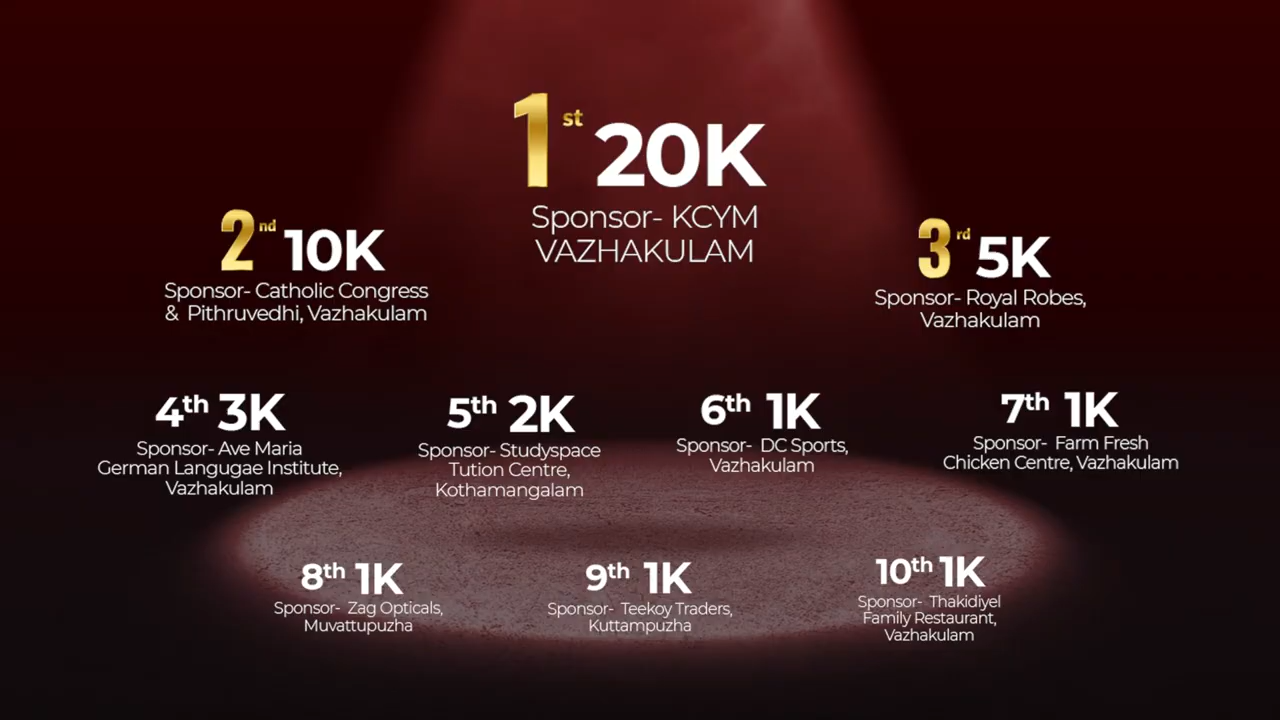 1st 20K
Sponsor- KCYM
VAZHAKULAM
2nd 10K
Sponsor- Catholic Congress
& Pithruvedhi, Vazhakulam
3rd 5K
Sponsor- Royal Robes,
Vazhakulam
4th 3K
Sponsor- Ave Maria
German Langugae Institute,
Vazhakulam
5th 2K
Sponsor- Studyspace
Tution Centre,
Kothamangalam
6th 1K
Sponsor- DC Sports,
Vazhakulam
7th 1K
Sponsor- Farm Fresh
Chicken Centre, Vazhakulam
8th 1K
Sponsor- Zag Opticals,
Muvattupuzha
9th 1K
Sponsor- Teekoy Traders,
Kuttampuzha
10th 1K
Sponsor- Thakidiyel
Family Restaurant,
Vazhakulam